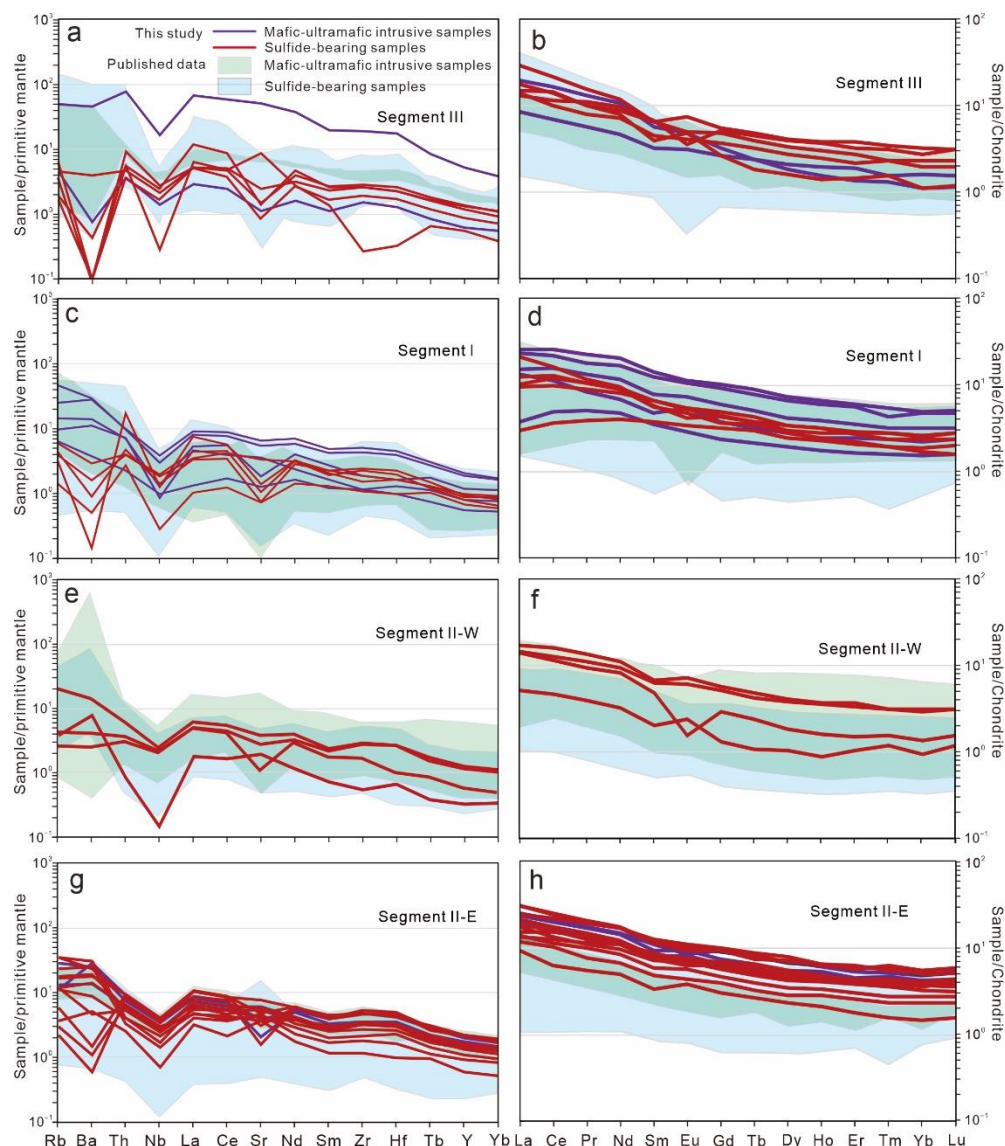 a
This study
Mafic-ultramafic intrusive samples
Sulfide-bearing samples
Published data
Mafic-ultramafic intrusive samples
Sulfide-bearing samples
Segment III
Sample/primitive mantle
10³
10²
10¹
10⁰
10⁻¹
b
Segment III
Sample/Chondrite
10²
10¹
10⁰
10⁻¹
c
Segment I
Sample/primitive mantle
10³
10²
10¹
10⁰
10⁻¹
d
Segment I
Sample/Chondrite
10²
10¹
10⁰
10⁻¹
e
Segment II-W
Sample/primitive mantle
10³
10²
10¹
10⁰
10⁻¹
f
Segment II-W
Sample/Chondrite
10²
10¹
10⁰
10⁻¹
g
Segment II-E
Sample/primitive mantle
10³
10²
10¹
10⁰
10⁻¹
h
Segment II-E
Sample/Chondrite
10²
10¹
10⁰
10⁻¹
Rb Ba Th Nb La Ce Sr Nd Sm Zr Hf Tb Y Yb
La Ce Pr Nd Sm Eu Gd Tb Dy Ho Er Tm Yb Lu